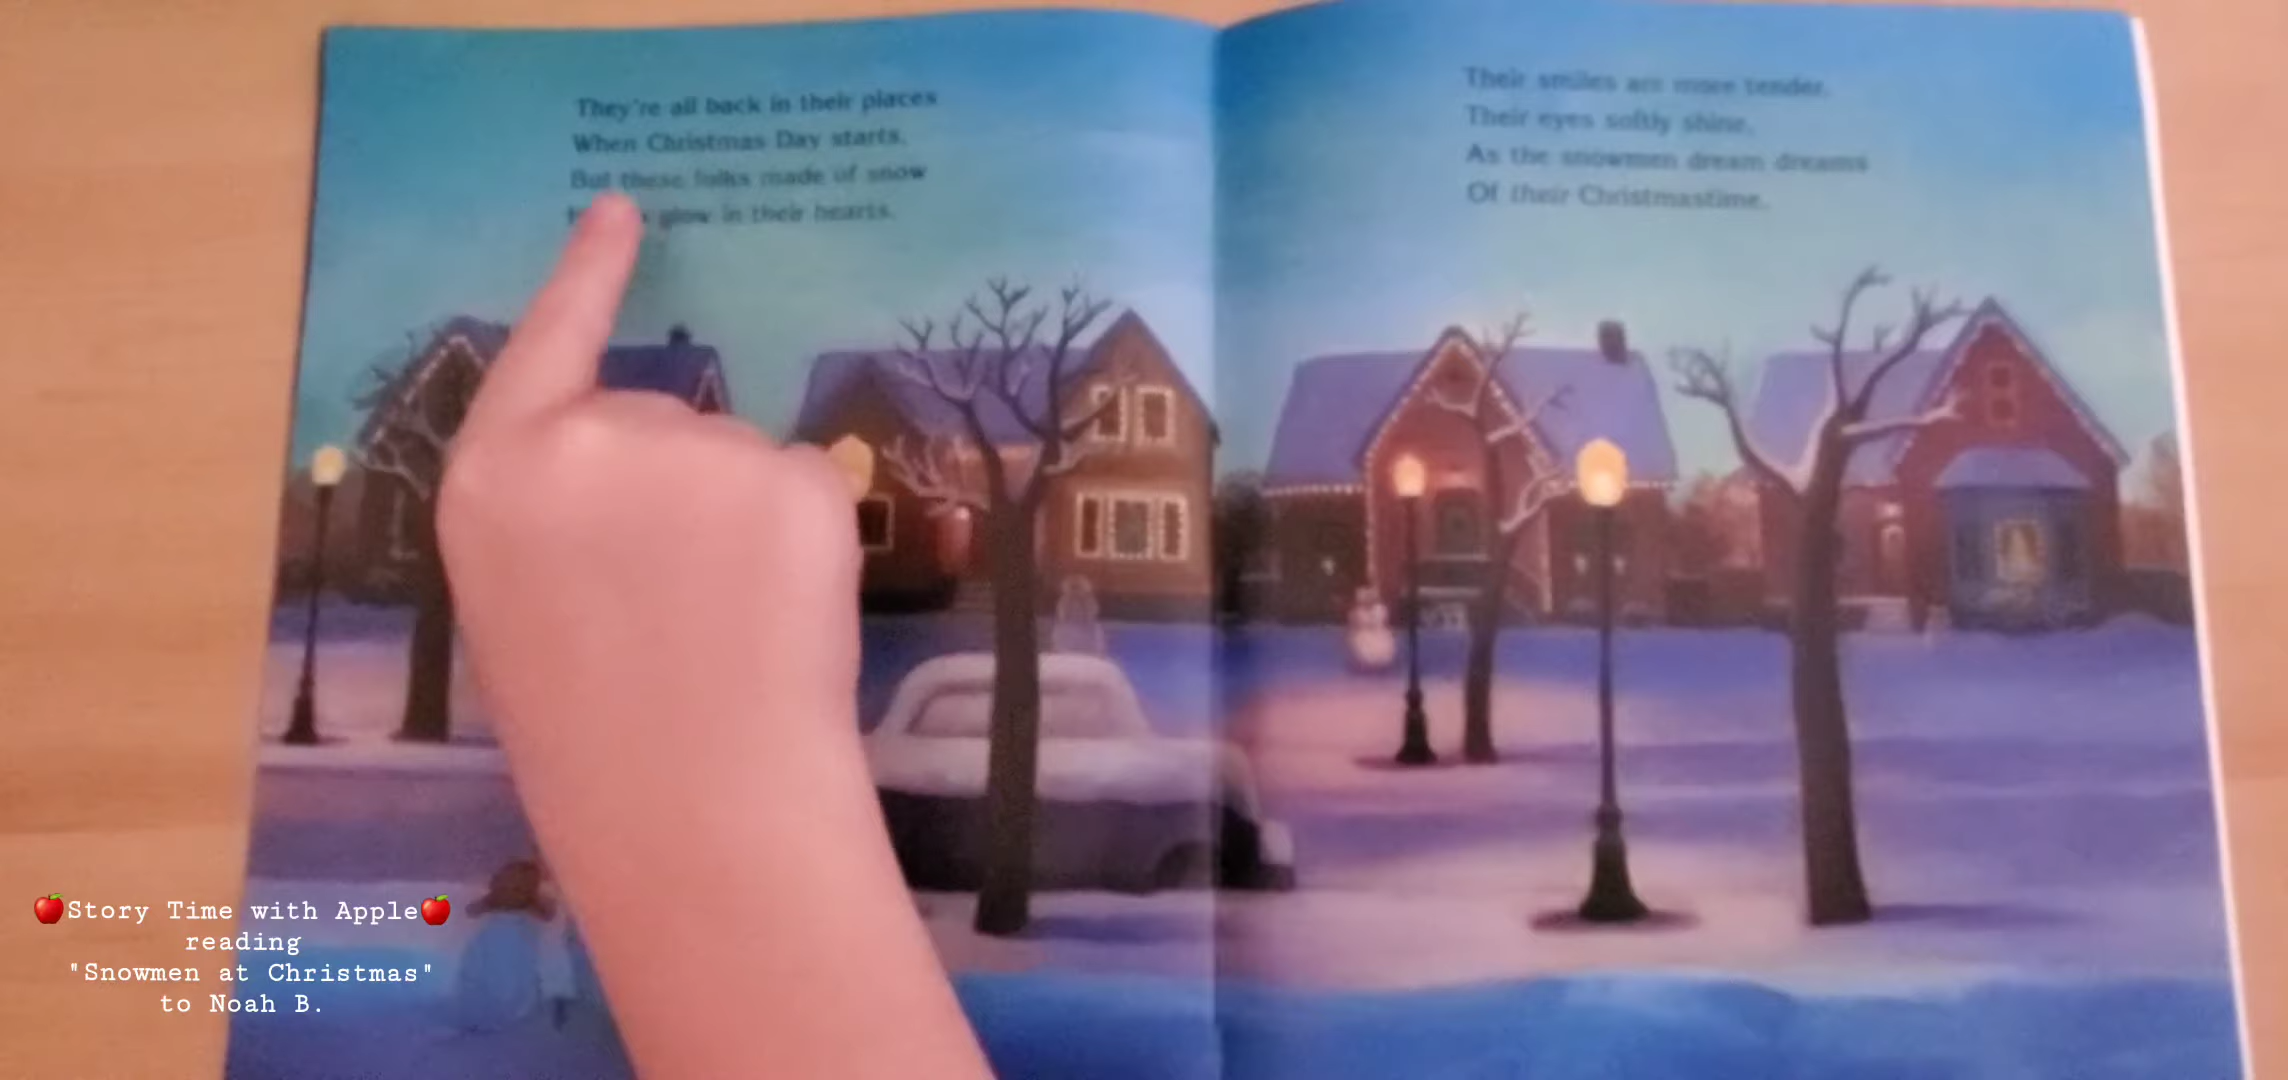 They're all back in their places
When Christmas Day starts.
But these folks made of snow
glow in their hearts.
Their smiles are more tender.
Their eyes softly shine,
As the snowmen dream dreams
Of their Christmastime.
🍎Story Time with Apple🍎
reading
"Snowmen at Christmas"
to Noah B.